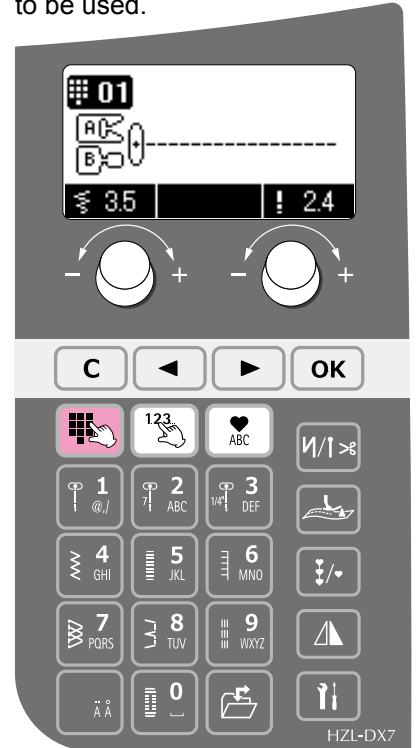 to be used.
01
A
B
3.5 ! 2.4
- + - +
C ◀ ▶ OK
123 ABC
1 @,/ 7 2 ABC 1/4" 3 DEF
4 GHI 5 JKL 6 MNO
7 PQRS 8 TUV 9 WXYZ
Ä Å 0
HZL-DX7